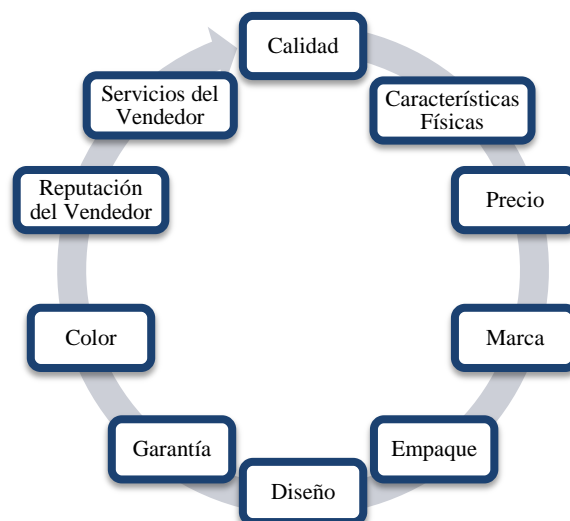 Calidad
Características
Físicas
Precio
Marca
Empaque
Diseño
Garantía
Color
Reputación
del Vendedor
Servicios del
Vendedor